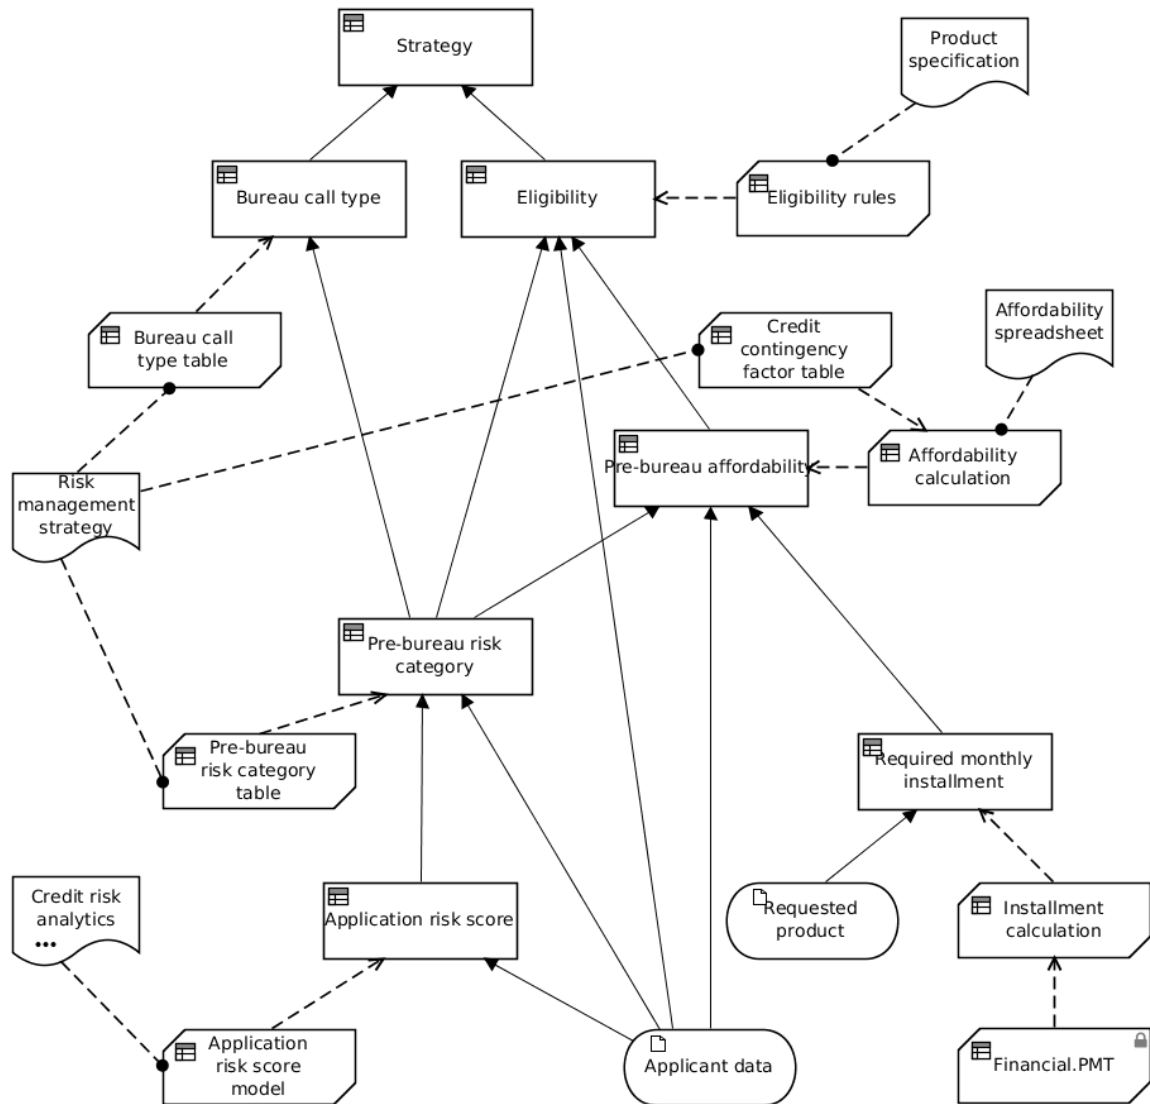 Strategy
Product
specification
Bureau call type
Eligibility
Eligibility rules
Bureau call
type table
Credit
contingency
factor table
Affordability
spreadsheet
Pre-bureau affordability
Affordability
calculation
Risk
management
strategy
Pre-bureau risk
category
Pre-bureau
risk category
table
Required monthly
installment
Credit risk
analytics
...
Application risk score
Requested
product
Installment
calculation
Application
risk score
model
Applicant data
Financial.PMT